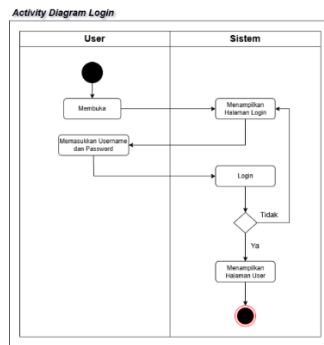 Activity Diagram Login
User
Sistem
Membuka
Menampilkan
Halaman Login
Memasukkan Username
dan Password
Login
Tidak
Ya
Menampilkan
Halaman User